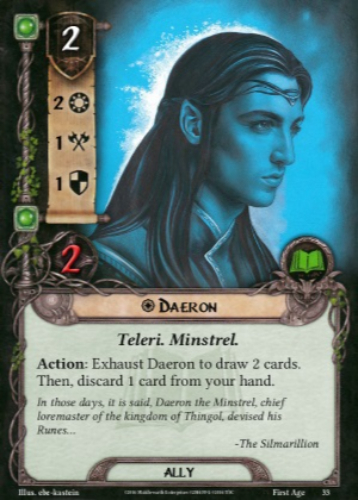 2
2
1
1
2
Daeron
Teleri. Minstrel.
Action: Exhaust Daeron to draw 2 cards.
Then, discard 1 card from your hand.
In those days, it is said, Daeron the Minstrel, chief
loremaster of the kingdom of Thingol, devised his
Runes...
-The Silmarillion
ALLY
Illus. ebe-kastein
First Age
33